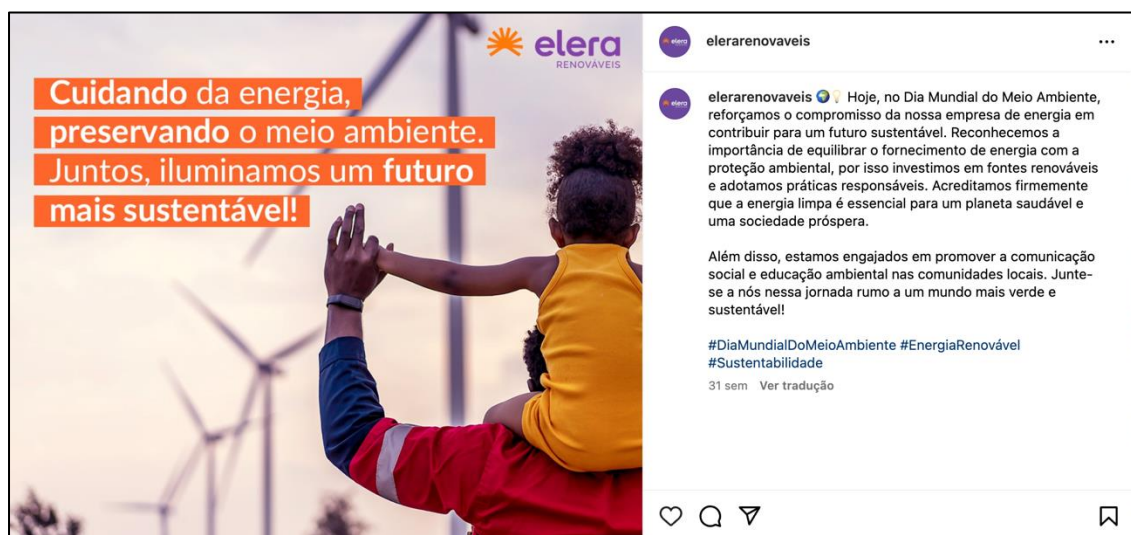 elera
RENOVÁVEIS
Cuidando da energia,
preservando o meio ambiente.
Juntos, iluminamos um futuro
mais sustentável!
elera
elerarenovaveis
elera
elerarenovaveis 🌍💡 Hoje, no Dia Mundial do Meio Ambiente,
reforçamos o compromisso da nossa empresa de energia em
contribuir para um futuro sustentável. Reconhecemos a
importância de equilibrar o fornecimento de energia com a
proteção ambiental, por isso investimos em fontes renováveis
e adotamos práticas responsáveis. Acreditamos firmemente
que a energia limpa é essencial para um planeta saudável e
uma sociedade próspera.
Além disso, estamos engajados em promover a comunicação
social e educação ambiental nas comunidades locais. Junte-
se a nós nessa jornada rumo a um mundo mais verde e
sustentável!
#DiaMundialDoMeioAmbiente #EnergiaRenovável
#Sustentabilidade
31 sem Ver tradução